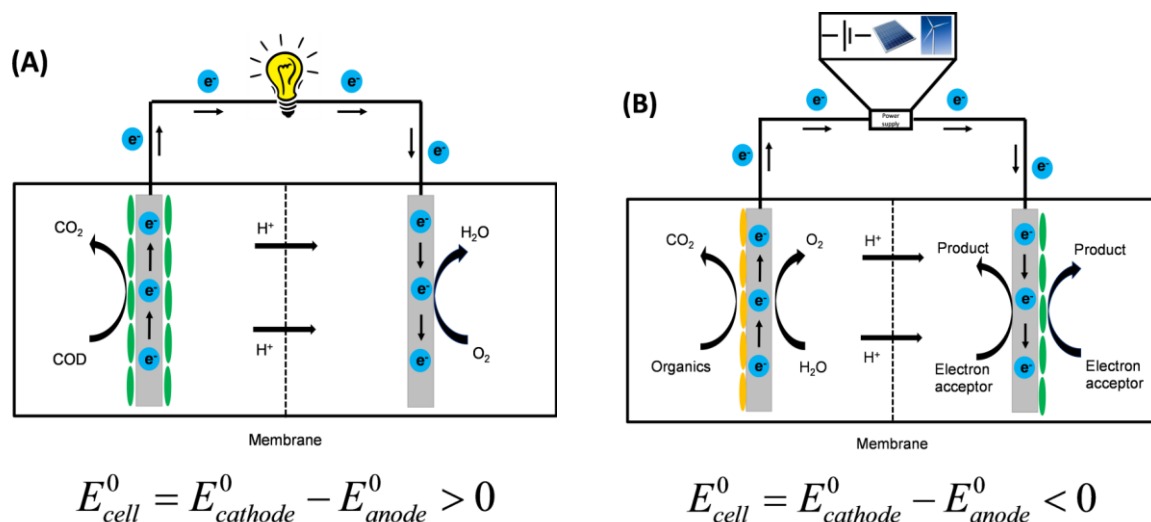 (A)
e⁻ e⁻
e⁻ e⁻
CO₂ e⁻ H⁺ e⁻ H₂O
e⁻ e⁻
COD e⁻ H⁺ e⁻ O₂
Membrane
E⁰cell = E⁰cathode − E⁰anode > 0
(B)
e⁻ Power supply e⁻
e⁻ e⁻
CO₂ e⁻ O₂ H⁺ Product e⁻ Product
e⁻ e⁻
Organics e⁻ H₂O H⁺ Electron acceptor e⁻ Electron acceptor
Membrane
E⁰cell = E⁰cathode − E⁰anode < 0